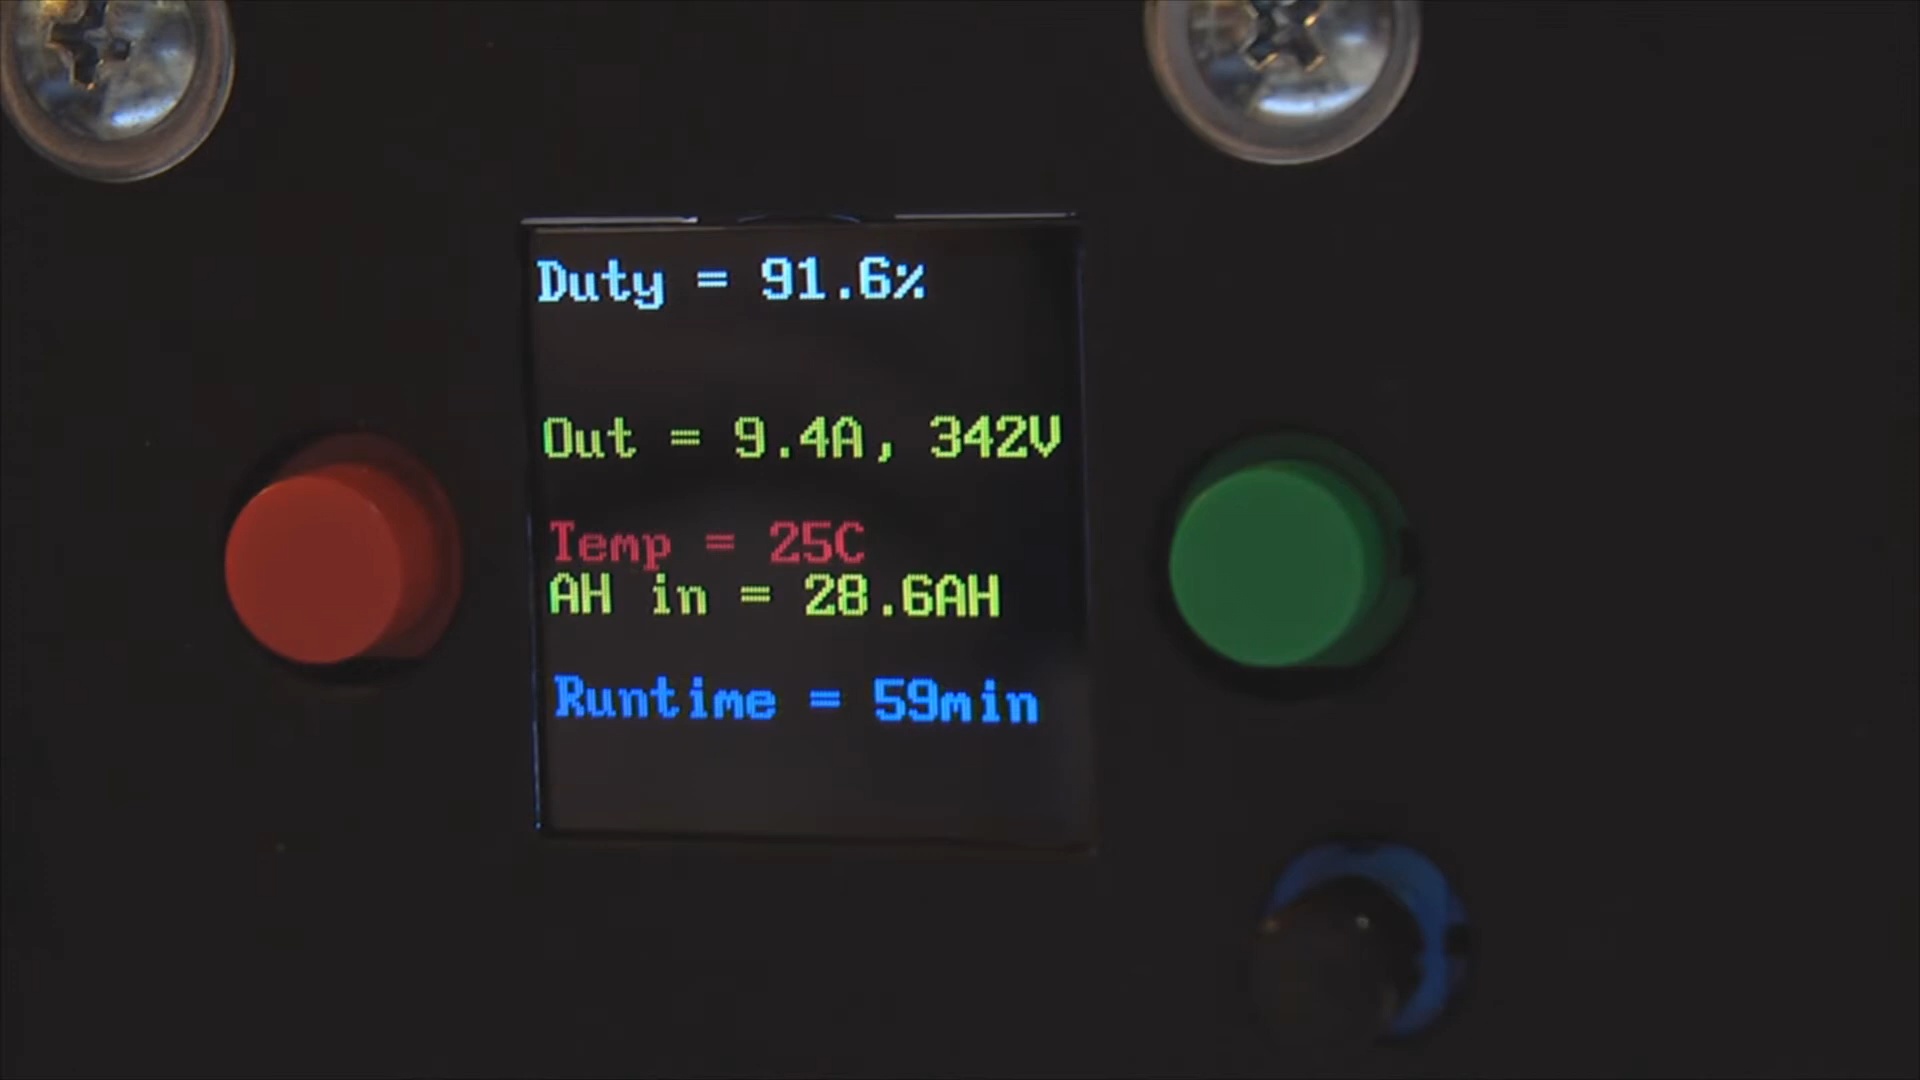 Duty = 91.6%
Out = 9.4A, 342V
Temp = 25C
AH in = 28.6AH
Runtime = 59min